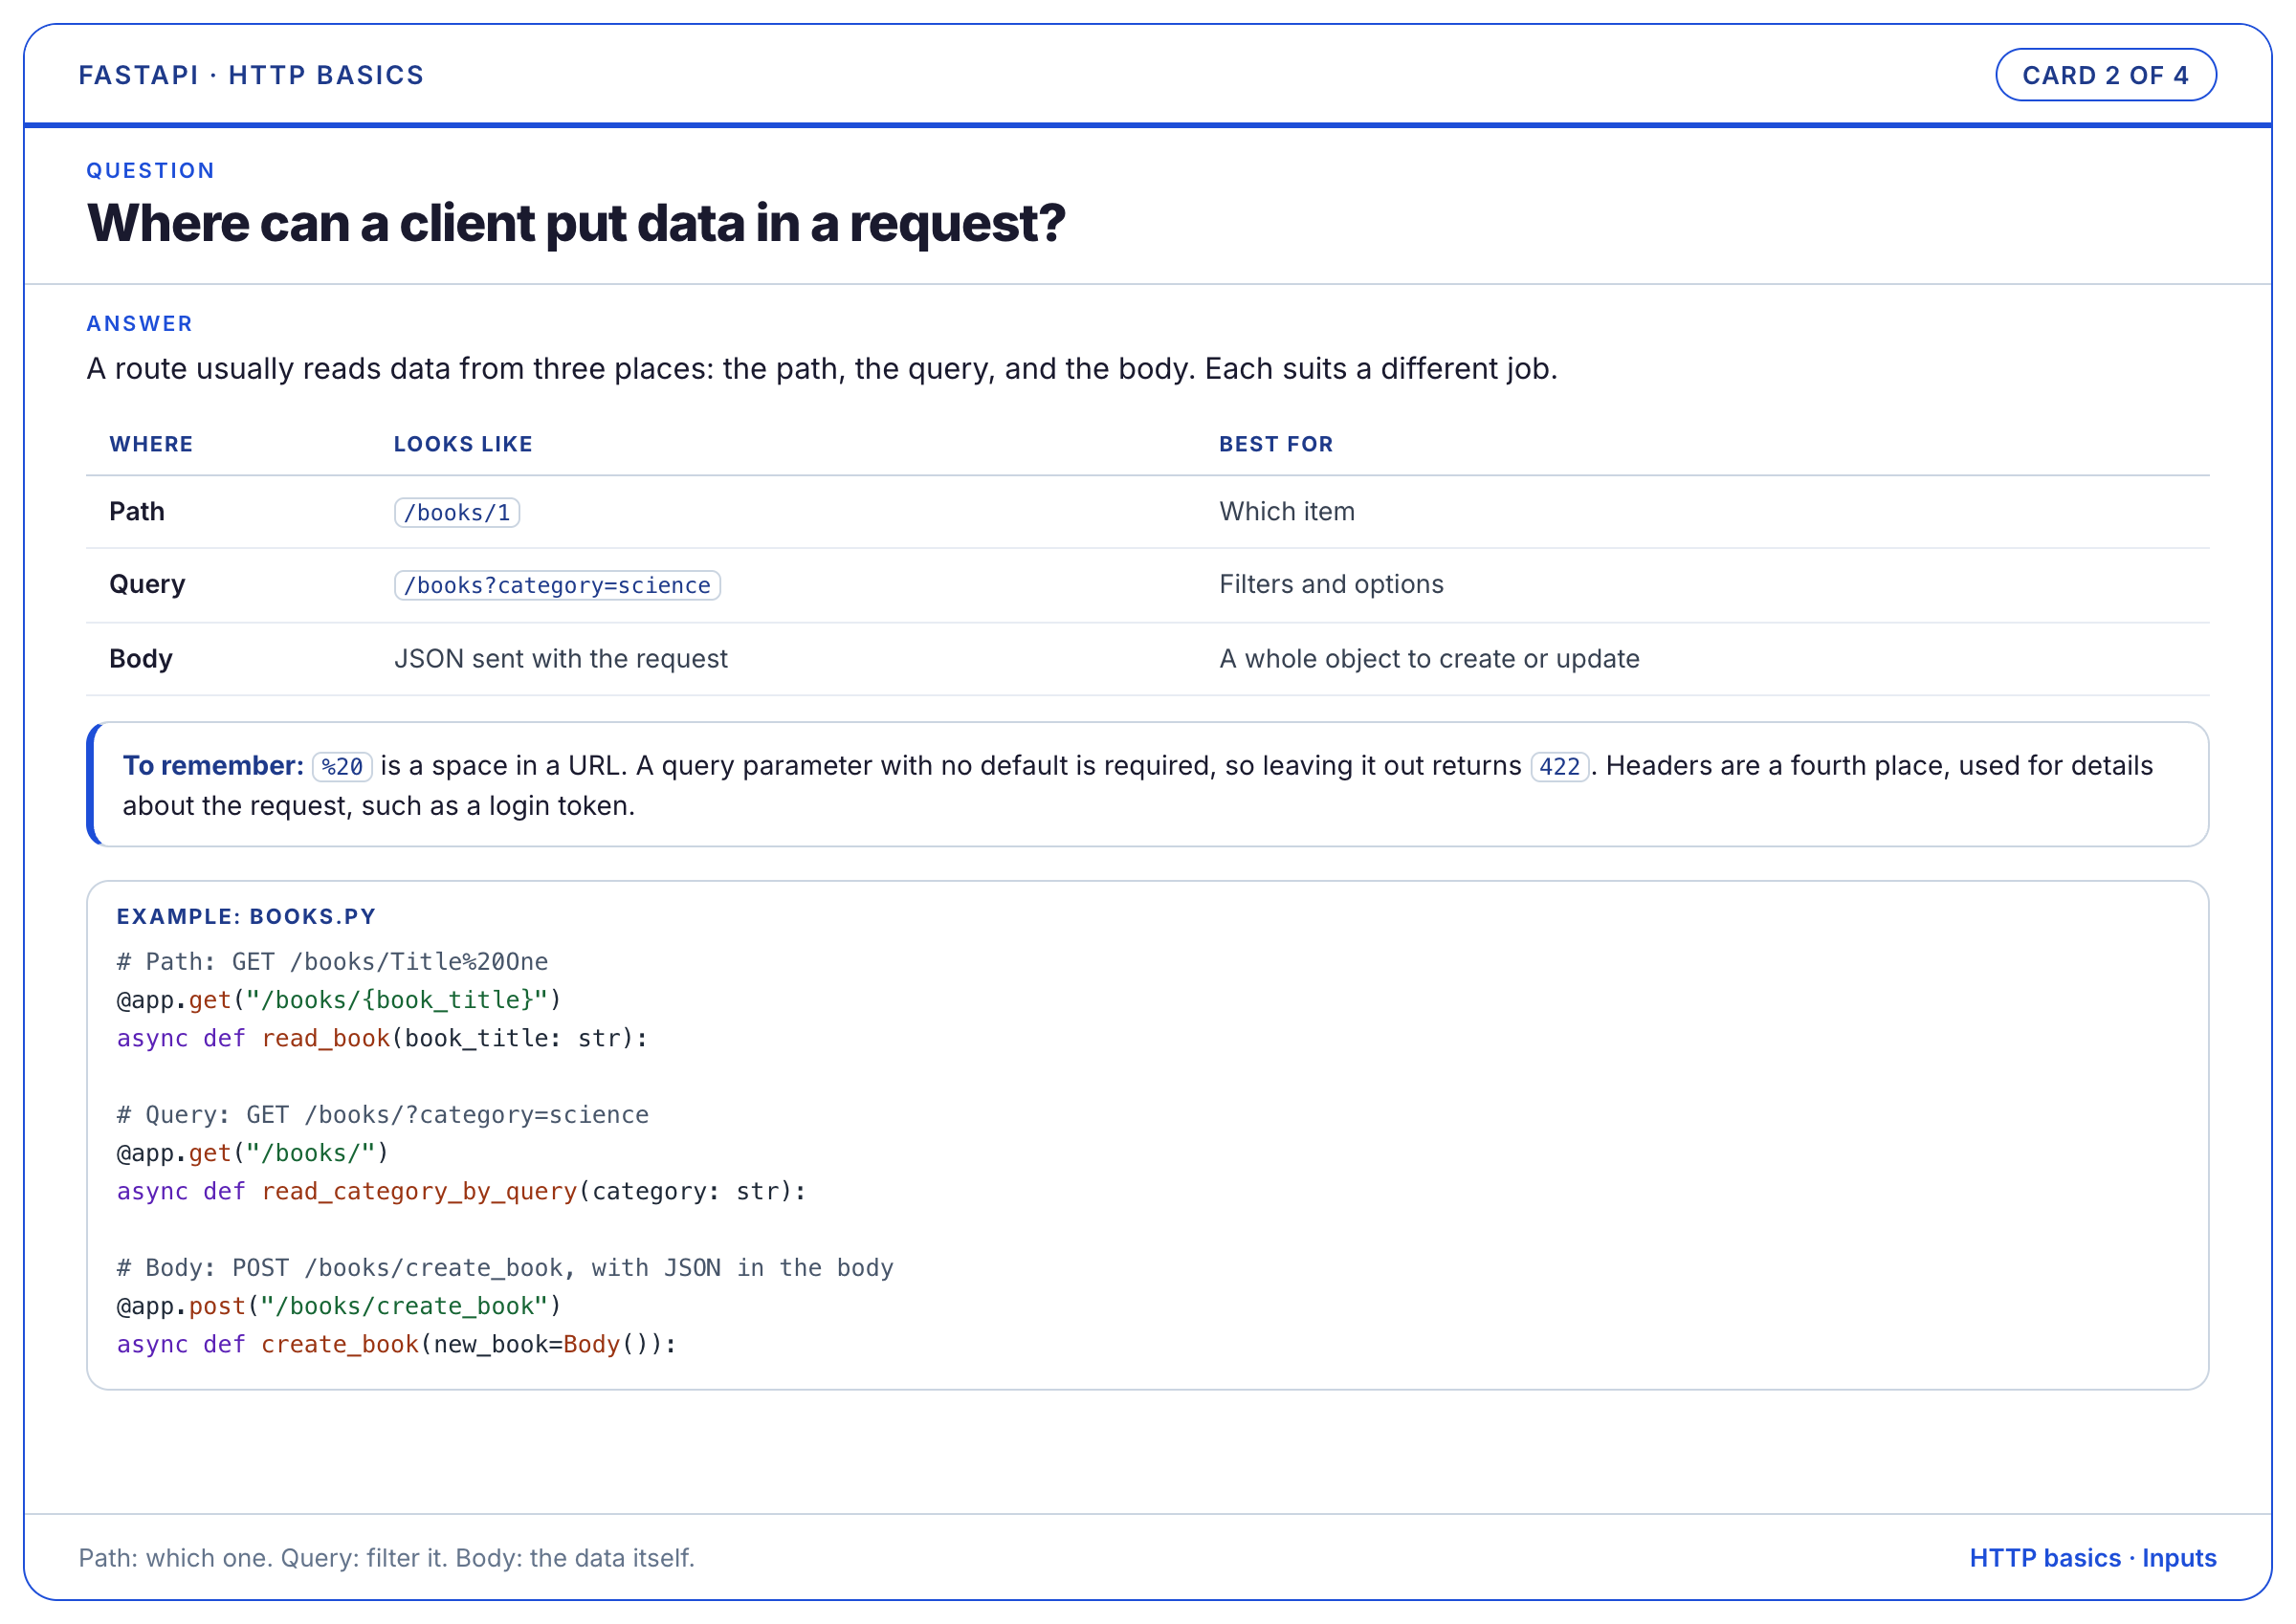 FASTAPI · HTTP BASICS
CARD 2 OF 4
QUESTION
Where can a client put data in a request?
ANSWER
A route usually reads data from three places: the path, the query, and the body. Each suits a different job.
WHERE LOOKS LIKE BEST FOR
Path /books/1 Which item
Query /books?category=science Filters and options
Body JSON sent with the request A whole object to create or update
To remember: %20 is a space in a URL. A query parameter with no default is required, so leaving it out returns 422. Headers are a fourth place, used for details
about the request, such as a login token.
EXAMPLE: BOOKS.PY
# Path: GET /books/Title%20One
@app.get("/books/{book_title}")
async def read_book(book_title: str):
# Query: GET /books/?category=science
@app.get("/books/")
async def read_category_by_query(category: str):
# Body: POST /books/create_book, with JSON in the body
@app.post("/books/create_book")
async def create_book(new_book=Body()):
Path: which one. Query: filter it. Body: the data itself.
HTTP basics · Inputs